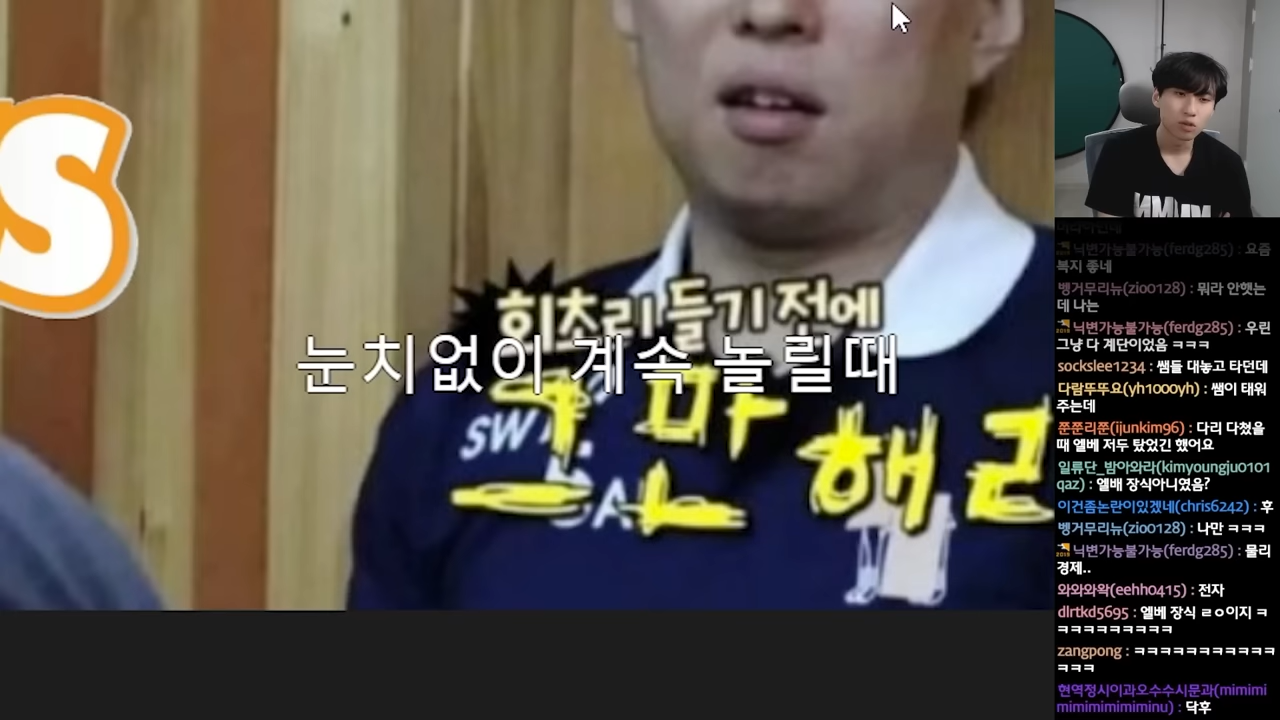 S
회초리 들기 전에
눈치없이 계속 놀릴때
그만해라
SWA
닉변가능불가능(ferdg285) : 요즘
복지 좋네
벵거무리뉴(zio0128) : 뭐라 안햇는
데 나는
닉변가능불가능(ferdg285) : 우린
그냥 다 계단이었음 ㅋㅋㅋ
sockslee1234 : 쌤들 대놓고 타던데
다람뚜뚜요(yh1000yh) : 쌤이 태워
주는데
쭌쭌리쭌(ijunkim96) : 다리 다쳤을
때 엘베 저두 탔었긴 했어요
일류단_밤아와라(kimyoungju0101
qaz) : 엘배 장식아니였음?
이건좀논란이있겠네(chris6242) : 후
벵거무리뉴(zio0128) : 나만 ㅋㅋㅋ
닉변가능불가능(ferdg285) : 물리
경제..
와와와왁(eehh0415) : 전자
dlrtkd5695 : 엘베 장식 ㄹㅇ이지 ㅋ
ㅋㅋㅋㅋㅋㅋㅋㅋㅋ
zangpong : ㅋㅋㅋㅋㅋㅋㅋㅋㅋㅋㅋ
ㅋㅋㅋ
현역정시이과오수수시문과(mimimi
mimimimimiminu) : 닥후